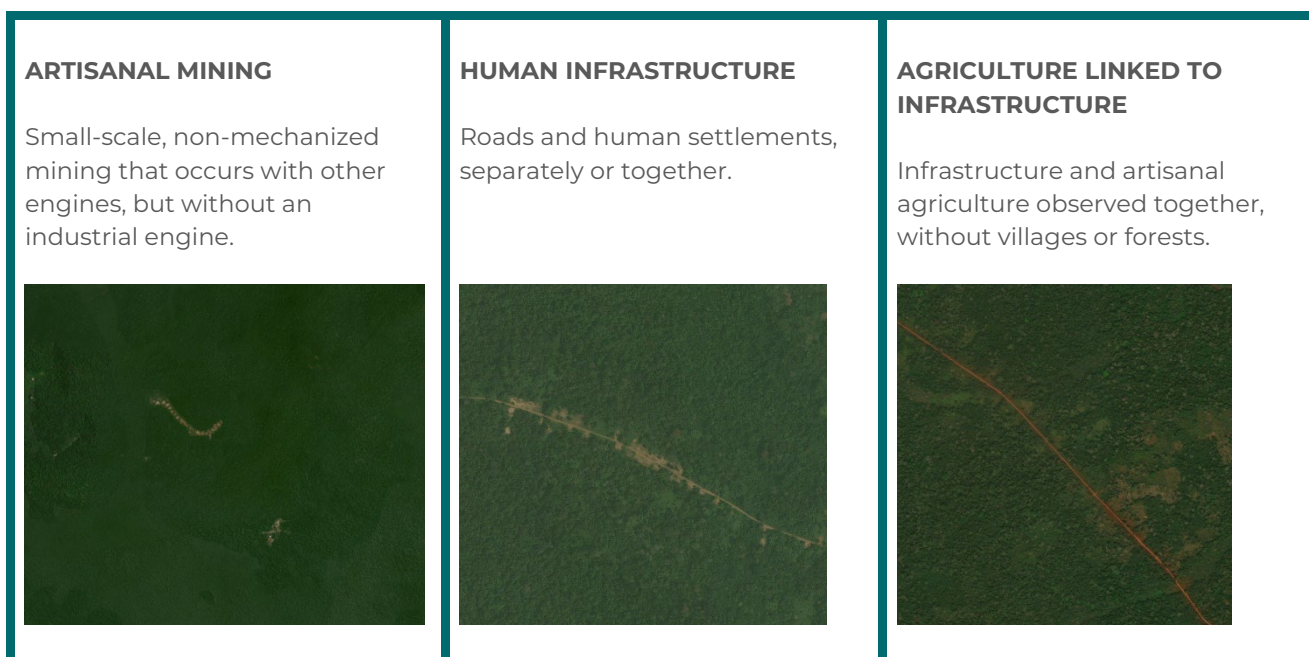 ARTISANAL MINING
Small-scale, non-mechanized
mining that occurs with other
engines, but without an
industrial engine.
HUMAN INFRASTRUCTURE
Roads and human settlements,
separately or together.
AGRICULTURE LINKED TO
INFRASTRUCTURE
Infrastructure and artisanal
agriculture observed together,
without villages or forests.